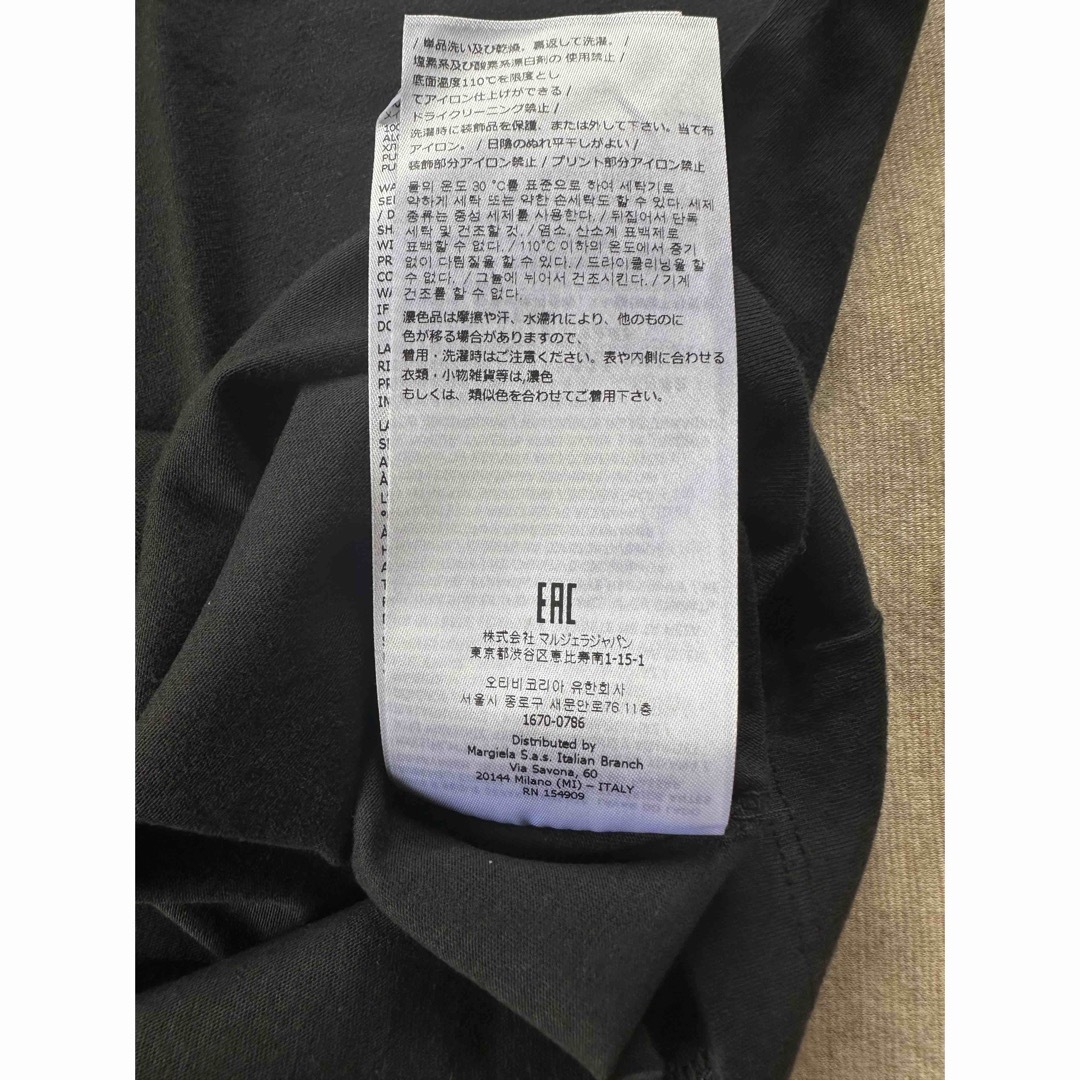 / 単品洗い及び乾燥。裏返して洗濯。 /
塩素系及び酸素系漂白剤の 使用禁止 /
底面温度110℃を限度とし
てアイロン仕上げができる /
ドライクリーニング禁止 /
洗濯時に装飾品を保護、または外して下さい。当て布
アイロン。 / 日陰のぬれ平干しがよい /
装飾部分アイロン禁止 / プリント部分アイロン禁止
물의 온도 30 °C를 표준으로 하여 세탁기로
약하게 세탁 또는 약한 손세탁도 할 수 있다. 세제
종류는 중성 세제를 사용한다. / 뒤집어서 단독
세탁 및 건조할 것. / 염소, 산소계 표백제로
표백할 수 없다. / 110°C 이하의 온도에서 증기
없이 다림질을 할 수 있다. / 드라이클리닝을 할
수 없다. / 그늘에 뉘어서 건조시킨다. / 기계
건조를 할 수 없다.
濃色品は摩擦や汗、水濡れにより、他のものに
色が移る場合がありますので、
着用・洗濯時はご注意ください。表や内側に合わせる
衣類・小物雑貨等は,濃色
もしくは、類似色を合わせてご着用下さい。
EAC
株式会社 マルジェラジャパン
東京都渋谷区恵比寿南1-15-1
오티비코리아 유한회사
서울시 종로구 새문안로76 11층
1670-0786
Distributed by
Margiela S.a.s. Italian Branch
Via Savona, 60
20144 Milano (MI) – ITALY
RN 154909